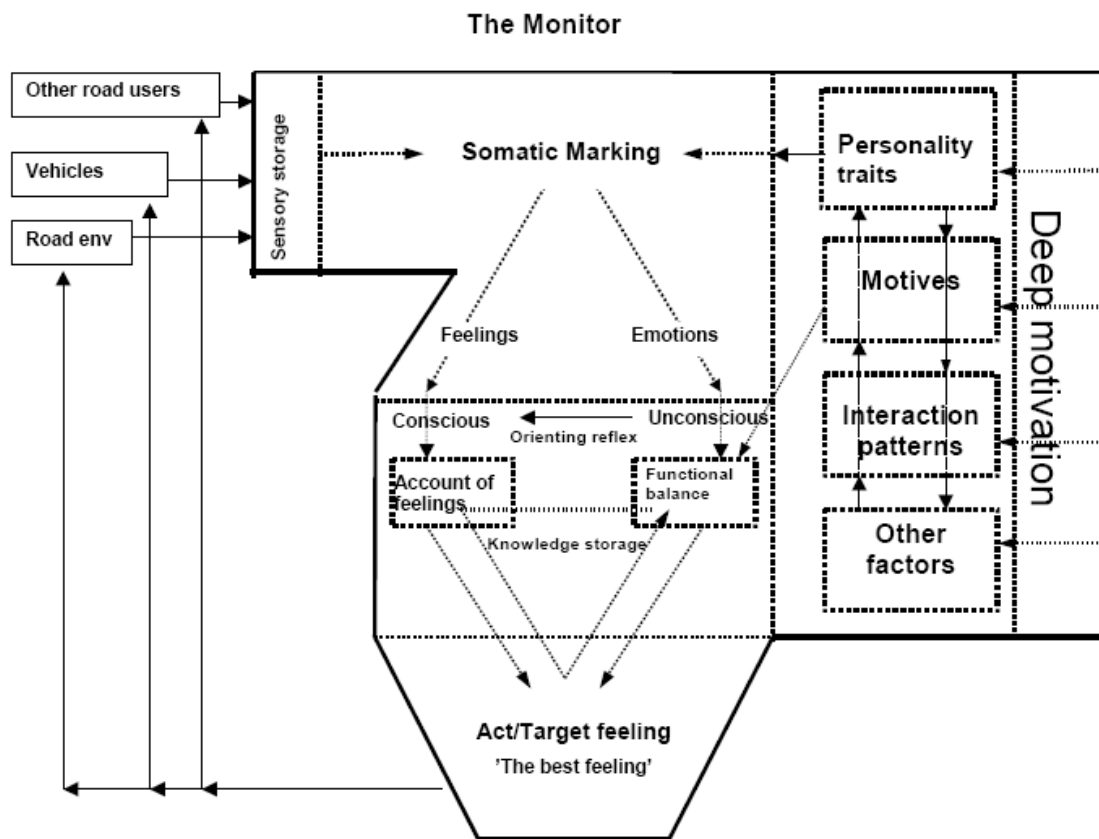 The Monitor
Other road users
Vehicles
Road env
Sensory storage
Somatic Marking
Personality
traits
Motives
Interaction
patterns
Other
factors
Deep motivation
Feelings
Emotions
Conscious
Unconscious
Orienting reflex
Account of
feelings
Functional
balance
Knowledge storage
Act/Target feeling
'The best feeling'